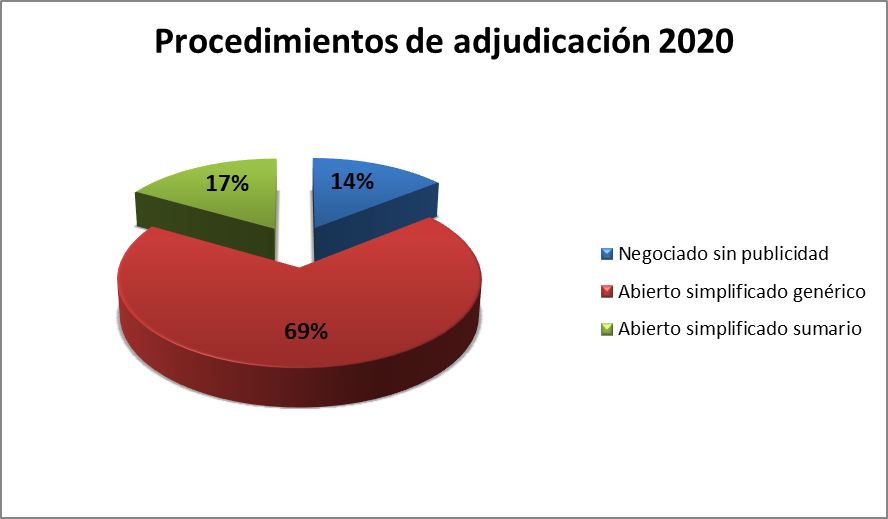 Procedimientos de adjudicación 2020
17%
14%
69%
Negociado sin publicidad
Abierto simplificado genérico
Abierto simplificado sumario